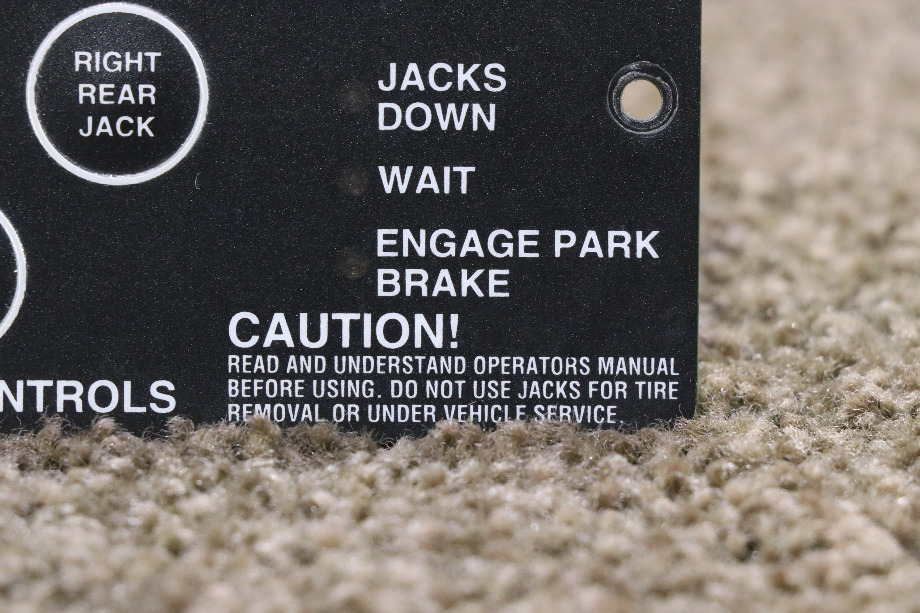 RIGHT
REAR
JACK
JACKS
DOWN
WAIT
ENGAGE PARK
BRAKE
CAUTION!
READ AND UNDERSTAND OPERATORS MANUAL
BEFORE USING. DO NOT USE JACKS FOR TIRE
REMOVAL OR UNDER VEHICLE SERVICE.
NTROLS